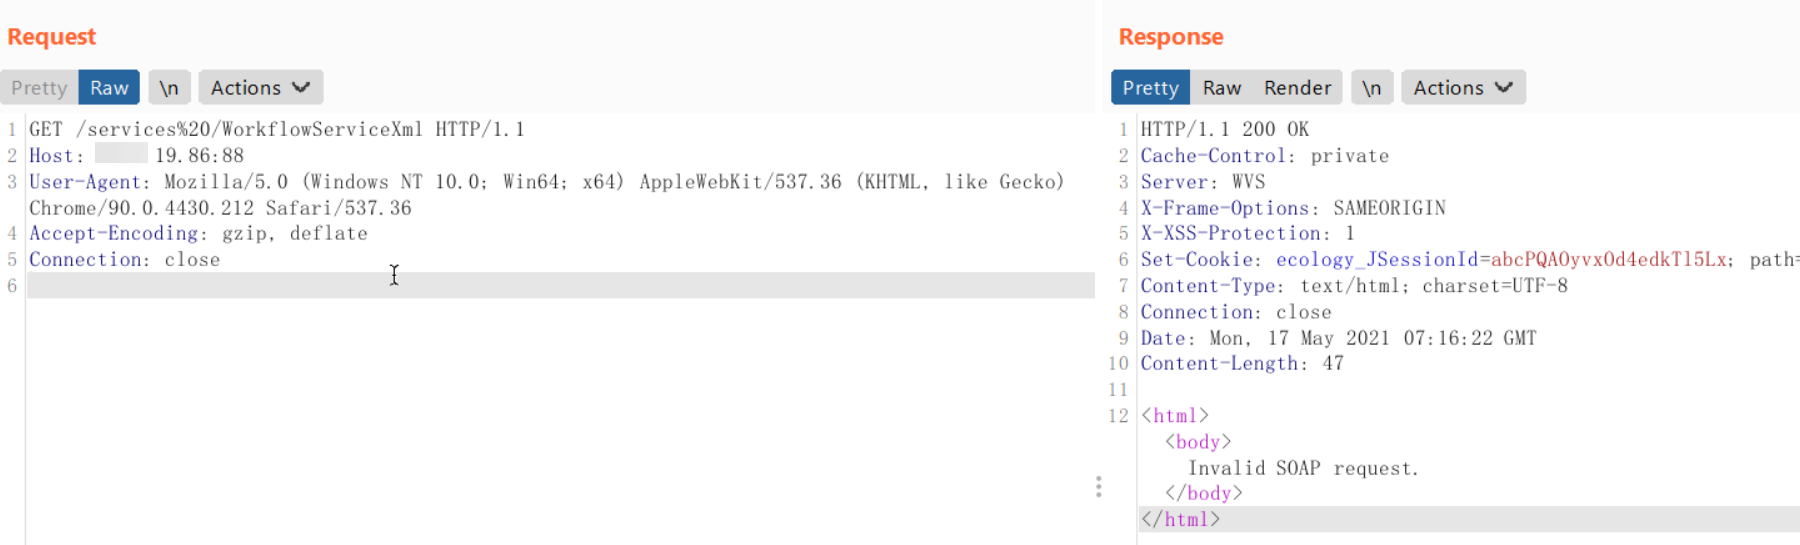 Request
Pretty Raw \n Actions
1 GET /services%20/WorkflowServiceXml HTTP/1.1
2 Host: 19.86:88
3 User-Agent: Mozilla/5.0 (Windows NT 10.0; Win64; x64) AppleWebKit/537.36 (KHTML, like Gecko)
Chrome/90.0.4430.212 Safari/537.36
4 Accept-Encoding: gzip, deflate
5 Connection: close
6
Response
Pretty Raw Render \n Actions
1 HTTP/1.1 200 OK
2 Cache-Control: private
3 Server: WVS
4 X-Frame-Options: SAMEORIGIN
5 X-XSS-Protection: 1
6 Set-Cookie: ecology_JSessionId=abcPQAOyvxOd4edkTl5Lx; path=
7 Content-Type: text/html; charset=UTF-8
8 Connection: close
9 Date: Mon, 17 May 2021 07:16:22 GMT
10 Content-Length: 47
11
12 <html>
<body>
Invalid SOAP request.
</body>
</html>